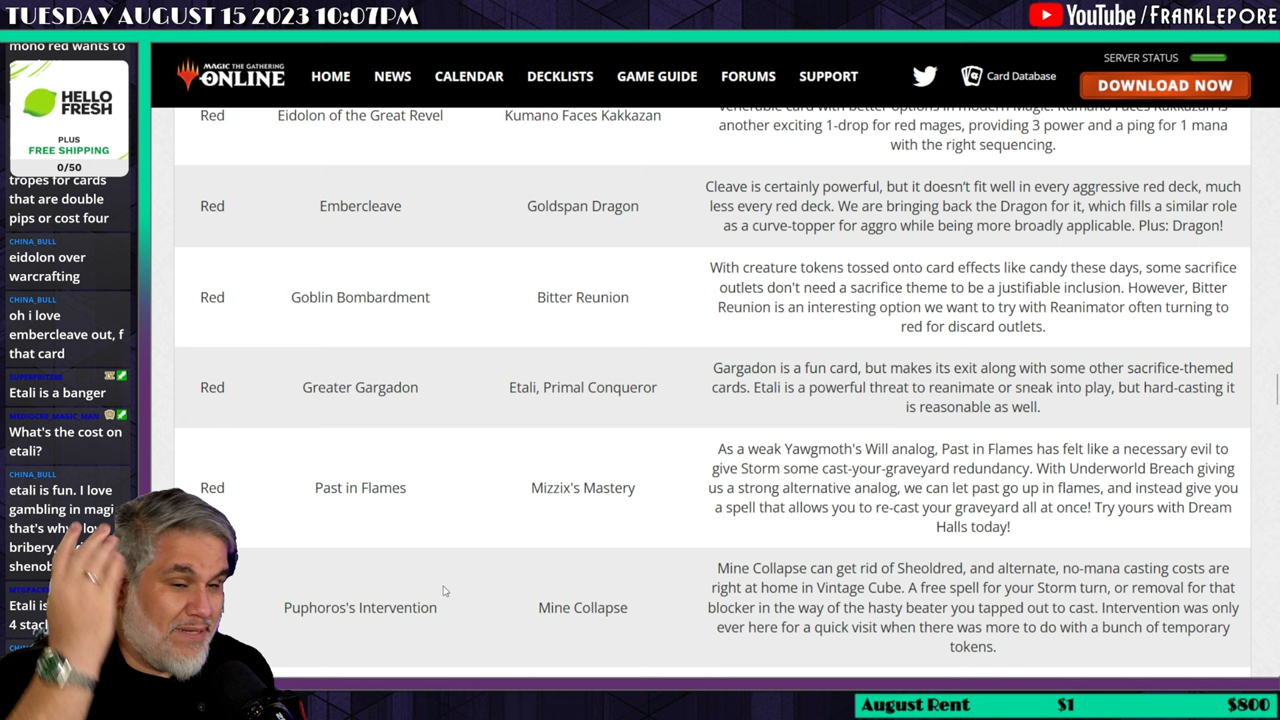 TUESDAY AUGUST 15 2023 10:07PM
YouTube /FrankLepore
mono red wants to
HELLO
FRESH
PLUS
FREE SHIPPING
0/50
tropes for cards
that are double
pips or cost four
CHINA_BULL
eidolon over
warcrafting
CHINA_BULL
oh i love
embercleave out, f
that card
Etali is a banger
MEDIOCRE_MAGIC_MAN
What's the cost on
etali?
CHINA_BULL
etali is fun. I love
gambling in magi
that's why
bribery,
shenob
Etali is
4 stac
MAGIC THE GATHERING
ONLINE
HOME
NEWS
CALENDAR
DECKLISTS
GAME GUIDE
FORUMS
SUPPORT
Card Database
SERVER STATUS
DOWNLOAD NOW
Red
Eidolon of the Great Revel
Kumano Faces Kakkazan
venerable card with better options in modern Magic. Kumano Faces Kakkazan is
another exciting 1-drop for red mages, providing 3 power and a ping for 1 mana
with the right sequencing.
Red
Embercleave
Goldspan Dragon
Cleave is certainly powerful, but it doesn't fit well in every aggressive red deck, much
less every red deck. We are bringing back the Dragon for it, which fills a similar role
as a curve-topper for aggro while being more broadly applicable. Plus: Dragon!
Red
Goblin Bombardment
Bitter Reunion
With creature tokens tossed onto card effects like candy these days, some sacrifice
outlets don't need a sacrifice theme to be a justifiable inclusion. However, Bitter
Reunion is an interesting option we want to try with Reanimator often turning to
red for discard outlets.
Red
Greater Gargadon
Etali, Primal Conqueror
Gargadon is a fun card, but makes its exit along with some other sacrifice-themed
cards. Etali is a powerful threat to reanimate or sneak into play, but hard-casting it
is reasonable as well.
Red
Past in Flames
Mizzix's Mastery
As a weak Yawgmoth's Will analog, Past in Flames has felt like a necessary evil to
give Storm some cast-your-graveyard redundancy. With Underworld Breach giving
us a strong alternative analog, we can let past go up in flames, and instead give you
a spell that allows you to re-cast your graveyard all at once! Try yours with Dream
Halls today!
Puphoros's Intervention
Mine Collapse
Mine Collapse can get rid of Sheoldred, and alternate, no-mana casting costs are
right at home in Vintage Cube. A free spell for your Storm turn, or removal for that
blocker in the way of the hasty beater you tapped out to cast. Intervention was only
ever here for a quick visit when there was more to do with a bunch of temporary
tokens.
August Rent
$1
$800